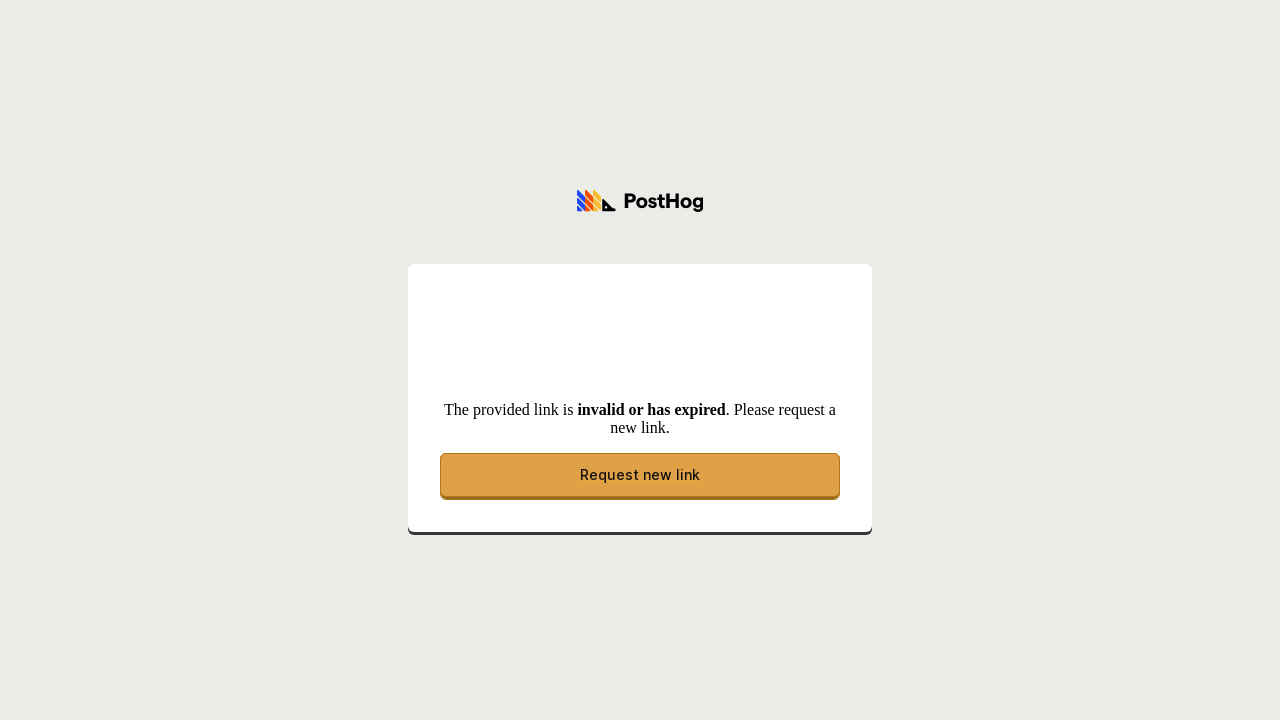 PostHog
The provided link is invalid or has expired. Please request a
new link.
Request new link